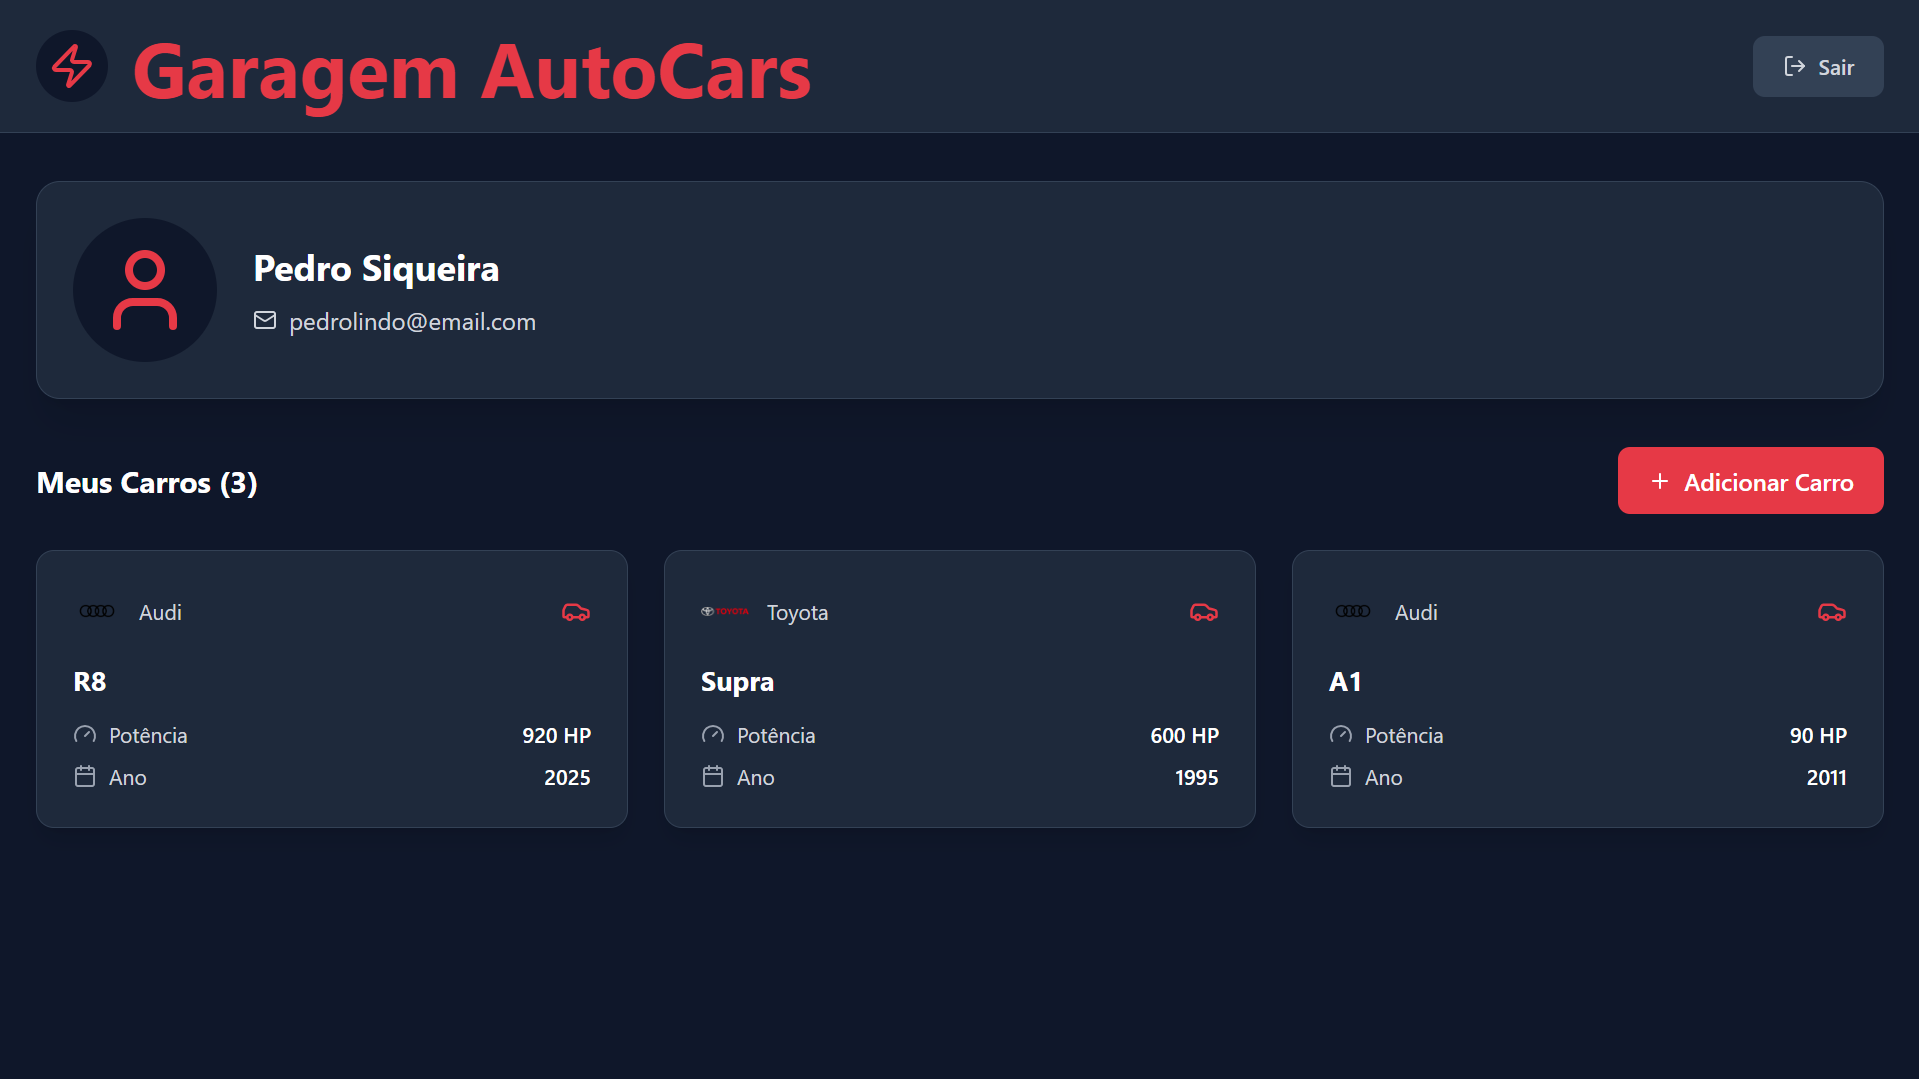 Garagem AutoCars
Sair
Pedro Siqueira
pedrolindo@email.com
Meus Carros (3)
Adicionar Carro
Audi
R8
Potência 920 HP
Ano 2025
TOYOTA Toyota
Supra
Potência 600 HP
Ano 1995
Audi
A1
Potência 90 HP
Ano 2011